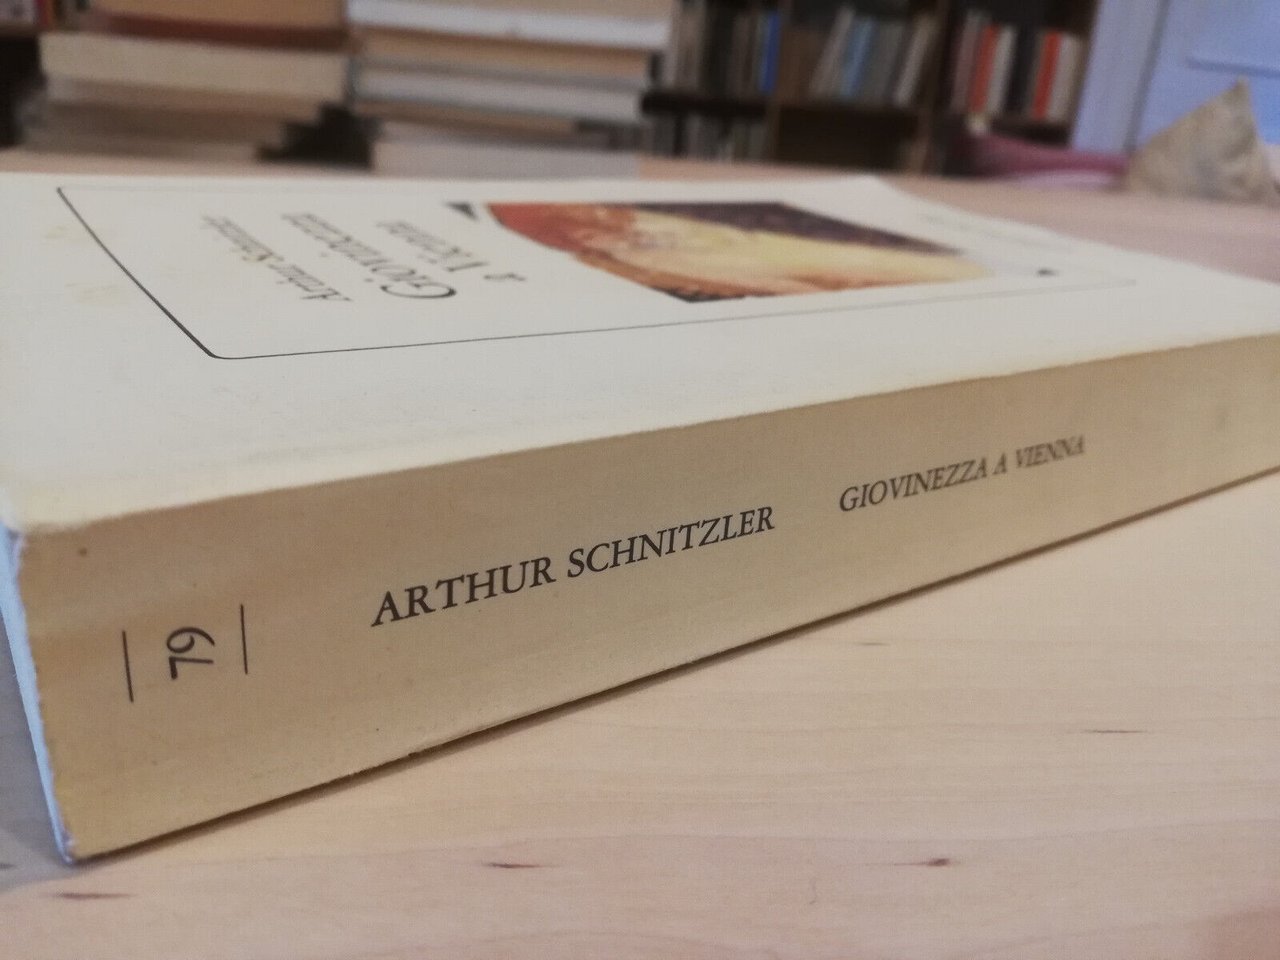 Arthur Schnitzler
Giovinezza
a Vienna
79
ARTHUR SCHNITZLER GIOVINEZZA A VIENNA